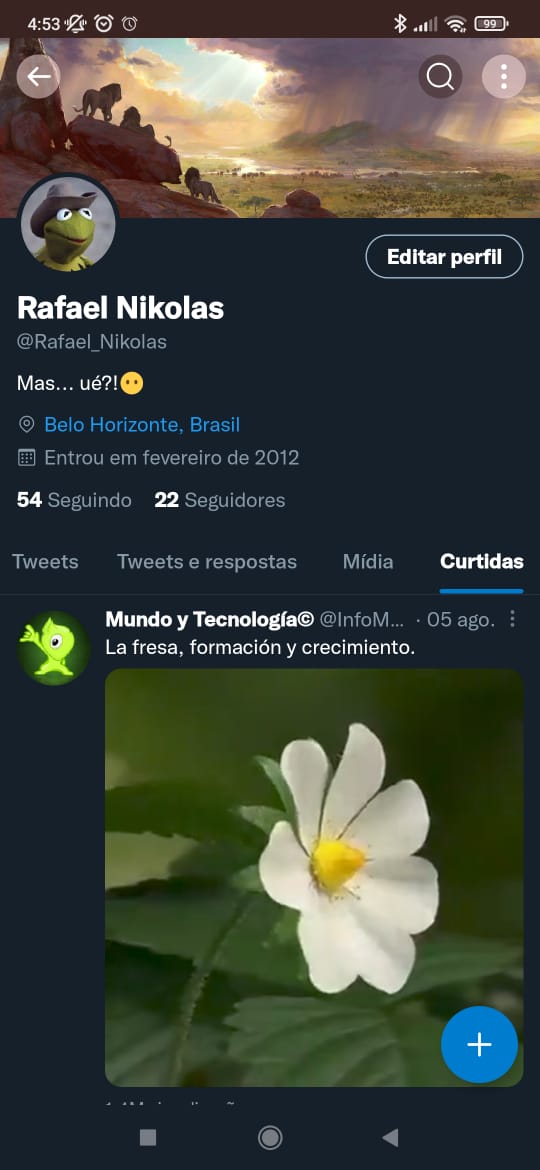 4:53
99
Editar perfil
Rafael Nikolas
@Rafael_Nikolas
Mas... ué?!😶
Belo Horizonte, Brasil
Entrou em fevereiro de 2012
54 Seguindo 22 Seguidores
Tweets Tweets e respostas Mídia Curtidas
Mundo y Tecnología© @InfoM... · 05 ago.
La fresa, formación y crecimiento.